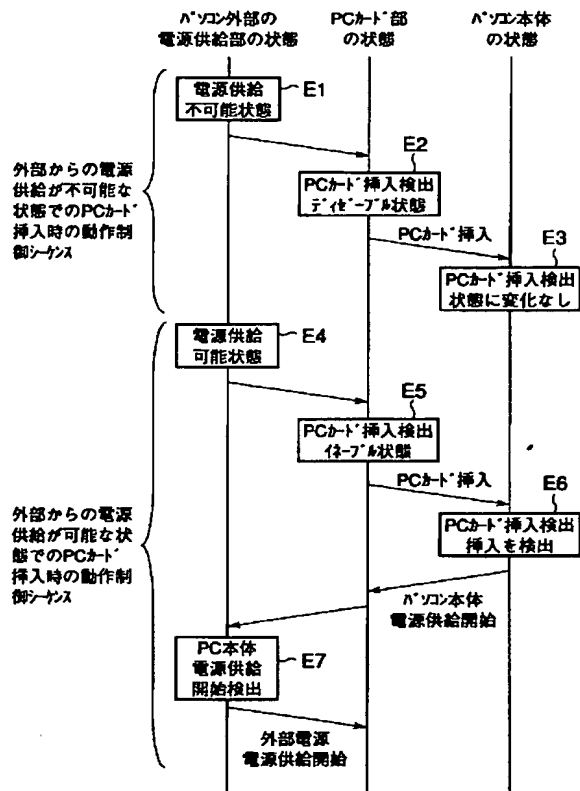 パソコン外部の
電源供給部の状態
PCカード部
の状態
パソコン本体
の状態
電源供給
不可能状態
E1
E2
PCカード挿入検出
ディゼーブル状態
外部からの電源
供給が不可能な
状態でのPCカード
挿入時の動作制
御シーケンス
PCカード挿入
E3
PCカード挿入検出
状態に変化なし
電源供給
可能状態
E4
E5
PCカード挿入検出
イネーブル状態
PCカード挿入
E6
PCカード挿入検出
挿入を検出
外部からの電源
供給が可能な状
態でのPCカード
挿入時の動作制
御シーケンス
パソコン本体
電源供給開始
PC本体
電源供給
開始検出
E7
外部電源
電源供給開始